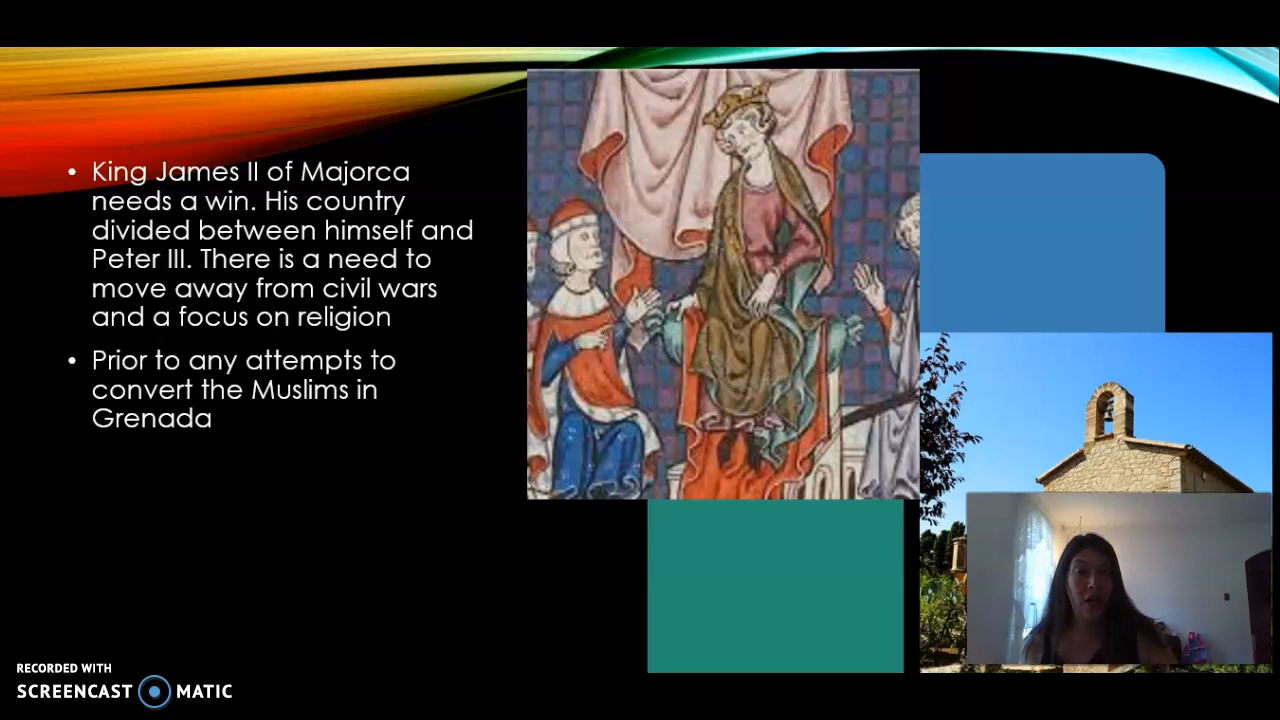 • King James II of Majorca
needs a win. His country
divided between himself and
Peter III. There is a need to
move away from civil wars
and a focus on religion
• Prior to any attempts to
convert the Muslims in
Grenada
RECORDED WITH
SCREENCAST MATIC